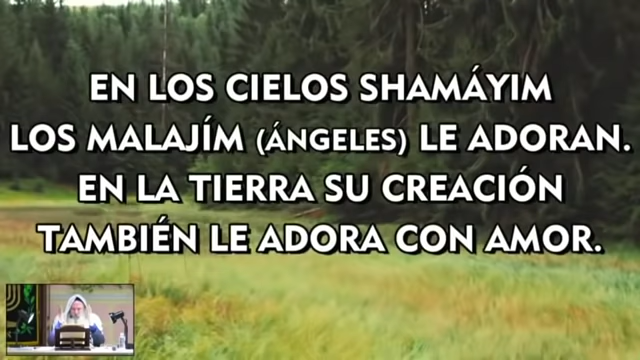 EN LOS CIELOS SHAMÁYIM
LOS MALAJÍM (ÁNGELES) LE ADORAN.
EN LA TIERRA SU CREACIÓN
TAMBIÉN LE ADORA CON AMOR.